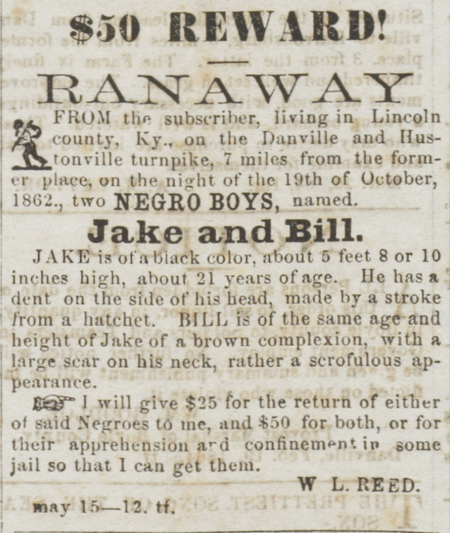 $50 REWARD!
RANAWAY
FROM the subscriber, living in Lincoln
county, Ky., on the Danville and Hus-
tonville turnpike, 7 miles from the form-
er place, on the night of the 19th of October,
1862., two NEGRO BOYS, named.
Jake and Bill.
JAKE is of a black color, about 5 feet 8 or 10
inches high, about 21 years of age. He has a
dent on the side of his head, made by a stroke
from a hatchet. BILL is of the same age and
height of Jake of a brown complexion, with a
large scar on his neck, rather a scrofulous ap-
pearance.
☞ I will give $25 for the return of either
of said Negroes to me, and $50 for both, or for
their apprehension and confinement in some
jail so that I can get them.
W L. REED.
may 15—12. tf.